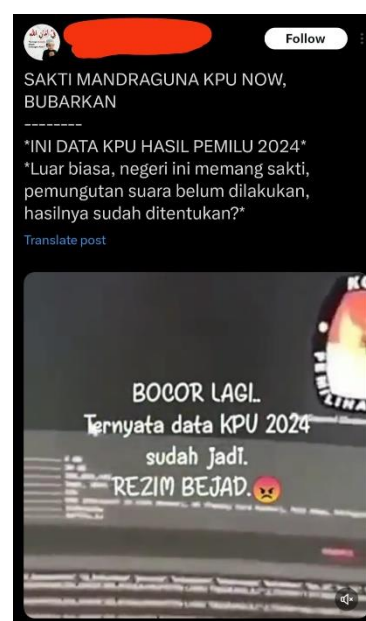 Follow
SAKTI MANDRAGUNA KPU NOW,
BUBARKAN
--------
*INI DATA KPU HASIL PEMILU 2024*
*Luar biasa, negeri ini memang sakti,
pemungutan suara belum dilakukan,
hasilnya sudah ditentukan?*
Translate post
BOCOR LAGI..
Ternyata data KPU 2024
sudah jadi.
REZIM BEJAD.😡